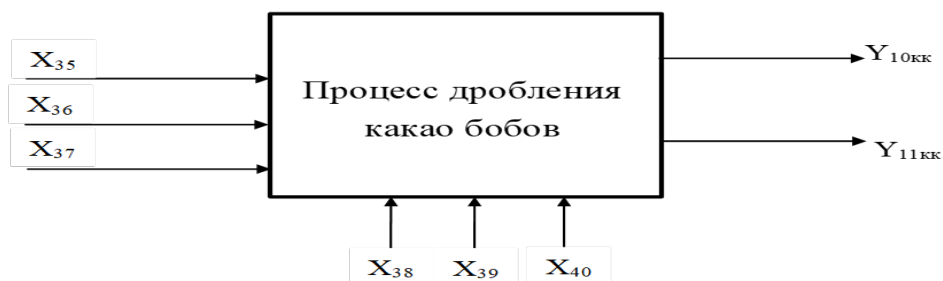 X₃₅
X₃₆
X₃₇
Процесс дробления
какао бобов
Y₁₀кк
Y₁₁кк
X₃₈ X₃₉ X₄₀